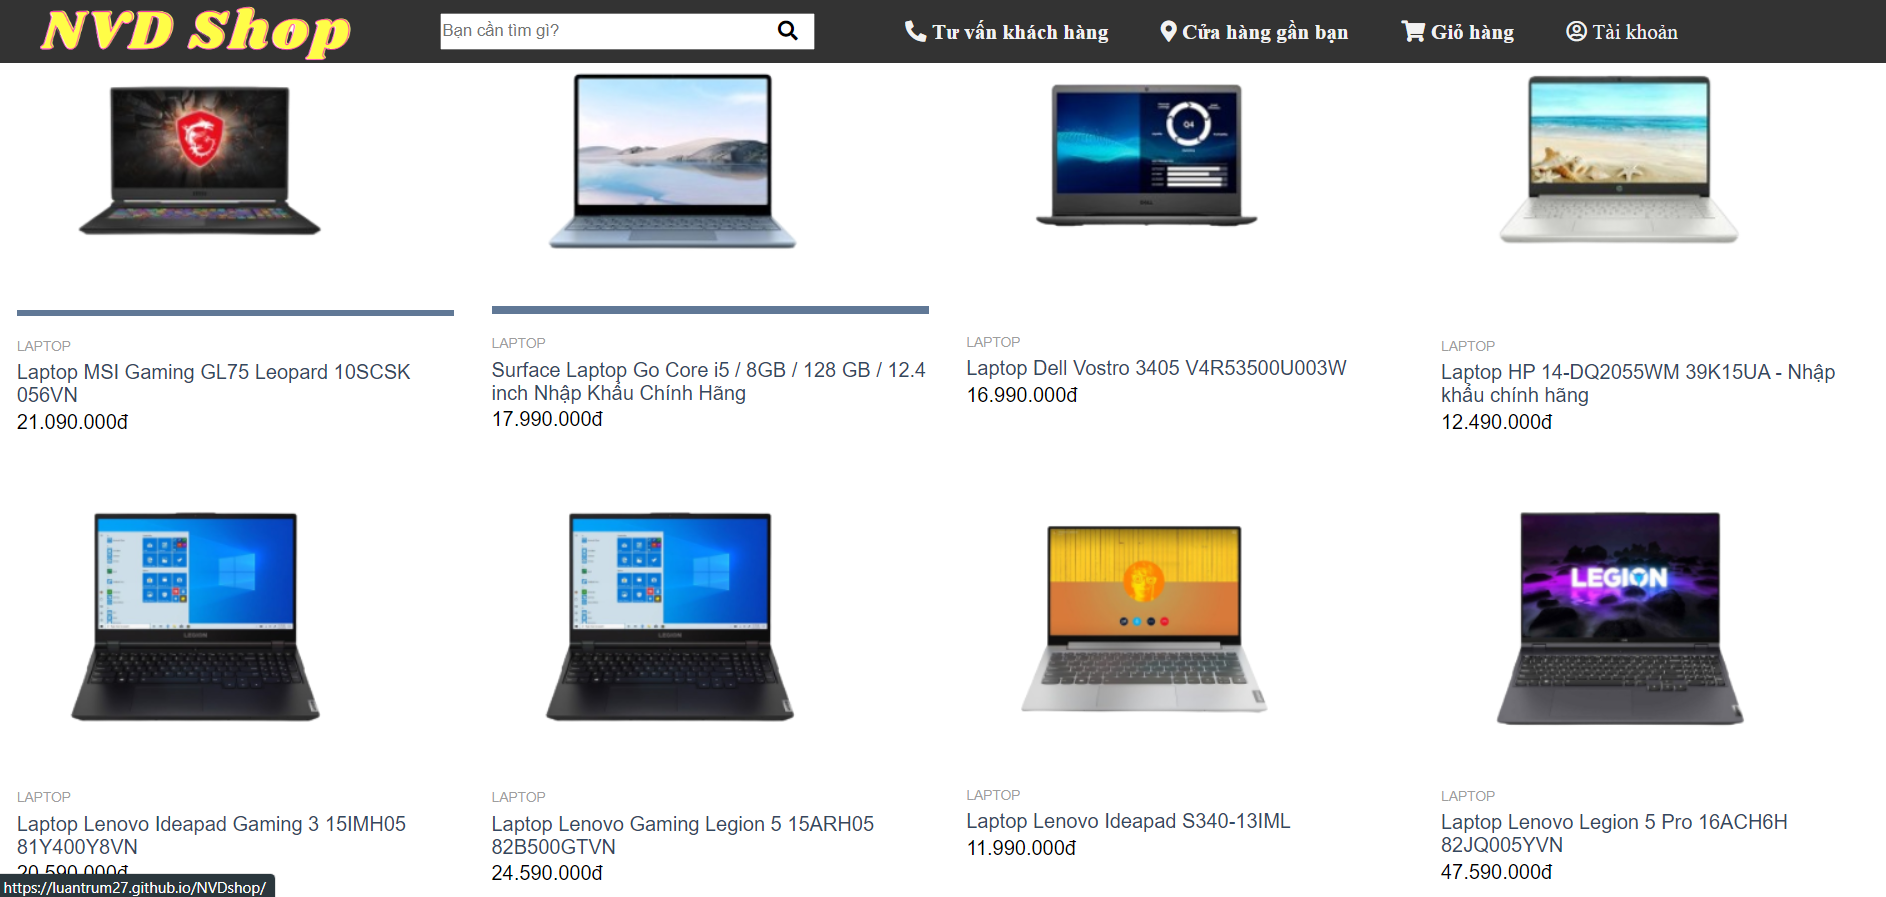 NVD Shop
Bạn cần tìm gì?
Tư vấn khách hàng
Cửa hàng gần bạn
Giỏ hàng
Tài khoản
Q4
DELL
LAPTOP
Laptop MSI Gaming GL75 Leopard 10SCSK
056VN
21.090.000đ
LAPTOP
Surface Laptop Go Core i5 / 8GB / 128 GB / 12.4
inch Nhập Khẩu Chính Hãng
17.990.000đ
LAPTOP
Laptop Dell Vostro 3405 V4R53500U003W
16.990.000đ
LAPTOP
Laptop HP 14-DQ2055WM 39K15UA - Nhập
khẩu chính hãng
12.490.000đ
LEGION
LEGION
LEGION
LAPTOP
Laptop Lenovo Ideapad Gaming 3 15IMH05
81Y400Y8VN
20.590.000đ
LAPTOP
Laptop Lenovo Gaming Legion 5 15ARH05
82B500GTVN
24.590.000đ
LAPTOP
Laptop Lenovo Ideapad S340-13IML
11.990.000đ
LAPTOP
Laptop Lenovo Legion 5 Pro 16ACH6H
82JQ005YVN
47.590.000đ
https://luantrum27.github.io/NVDshop/